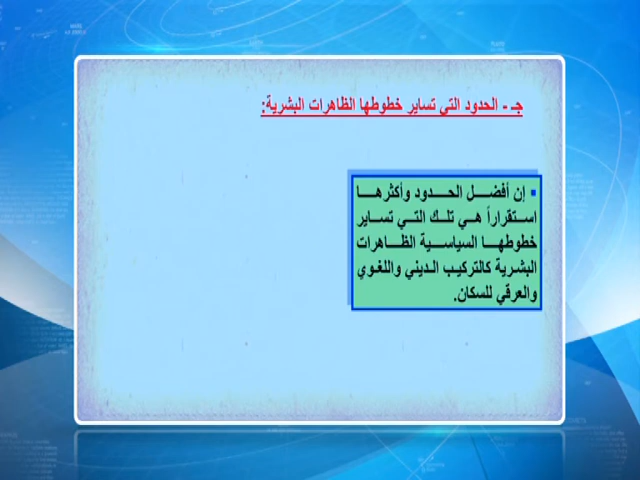 جـ - الحدود التي تساير خطوطها الظاهرات البشرية:
▪ إن أفضل الحدود وأكثرها
استقراراً هي تلك التي تساير
خطوطها السياسية الظاهرات
البشرية كالتركيب الديني واللغوي
والعرقي للسكان.